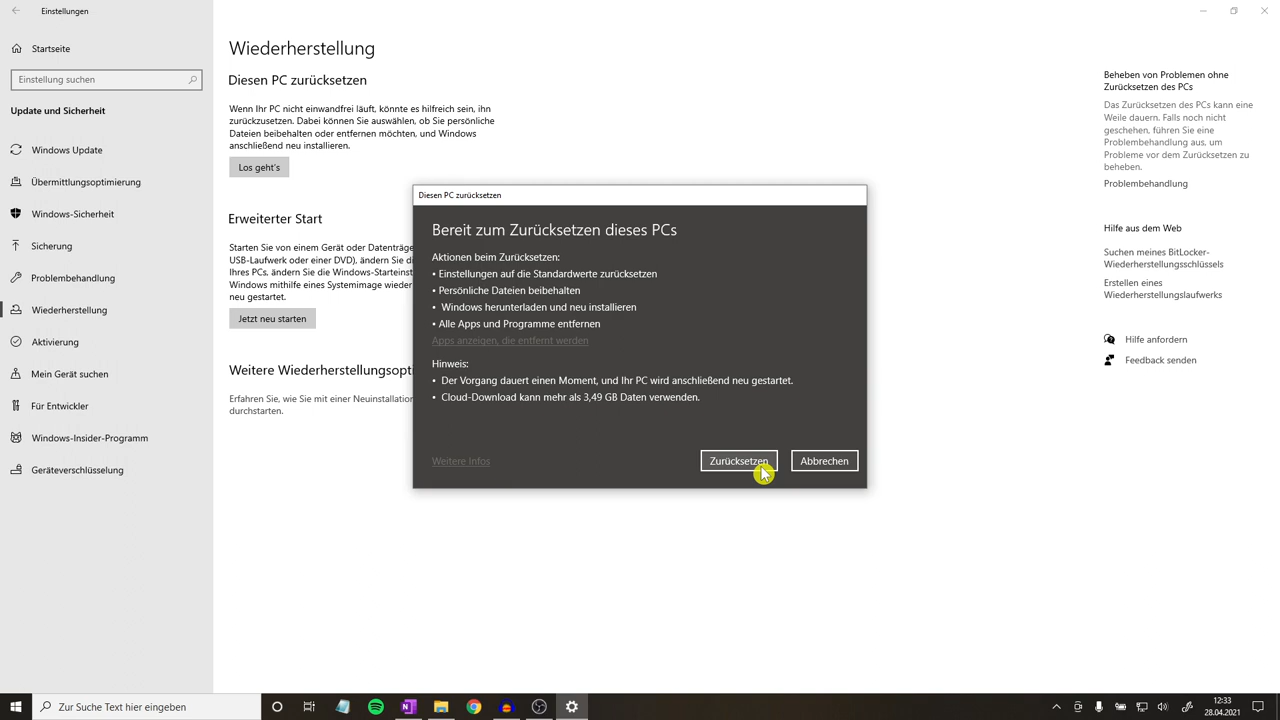 Einstellungen
Startseite
Einstellung suchen
Update und Sicherheit
Windows Update
Übermittlungsoptimierung
Windows-Sicherheit
Sicherung
Problembehandlung
Wiederherstellung
Aktivierung
Mein Gerät suchen
Für Entwickler
Windows-Insider-Programm
Geräteverschlüsselung
Wiederherstellung
Diesen PC zurücksetzen
Wenn Ihr PC nicht einwandfrei läuft, könnte es hilfreich sein, ihn
zurückzusetzen. Dabei können Sie auswählen, ob Sie persönliche
Dateien beibehalten oder entfernen möchten, und Windows
anschließend neu installieren.
Los geht's
Erweiterter Start
Starten Sie von einem Gerät oder Datenträge
USB-Laufwerk oder einer DVD), ändern Sie di
Ihres PCs, ändern Sie die Windows-Starteinst
Windows mithilfe eines Systemimage wieder
neu gestartet.
Jetzt neu starten
Weitere Wiederherstellungsopti
Erfahren Sie, wie Sie mit einer Neuinstallation
durchstarten.
Diesen PC zurücksetzen
Bereit zum Zurücksetzen dieses PCs
Aktionen beim Zurücksetzen:
• Einstellungen auf die Standardwerte zurücksetzen
• Persönliche Dateien beibehalten
• Windows herunterladen und neu installieren
• Alle Apps und Programme entfernen
Apps anzeigen, die entfernt werden
Hinweis:
• Der Vorgang dauert einen Moment, und Ihr PC wird anschließend neu gestartet.
• Cloud-Download kann mehr als 3,49 GB Daten verwenden.
Weitere Infos
Zurücksetzen
Abbrechen
Beheben von Problemen ohne
Zurücksetzen des PCs
Das Zurücksetzen des PCs kann eine
Weile dauern. Falls noch nicht
geschehen, führen Sie eine
Problembehandlung aus, um
Probleme vor dem Zurücksetzen zu
beheben.
Problembehandlung
Hilfe aus dem Web
Suchen meines BitLocker-
Wiederherstellungsschlüssels
Erstellen eines
Wiederherstellungslaufwerks
Hilfe anfordern
Feedback senden
Zur Suche Text hier eingeben
12:33
28.04.2021